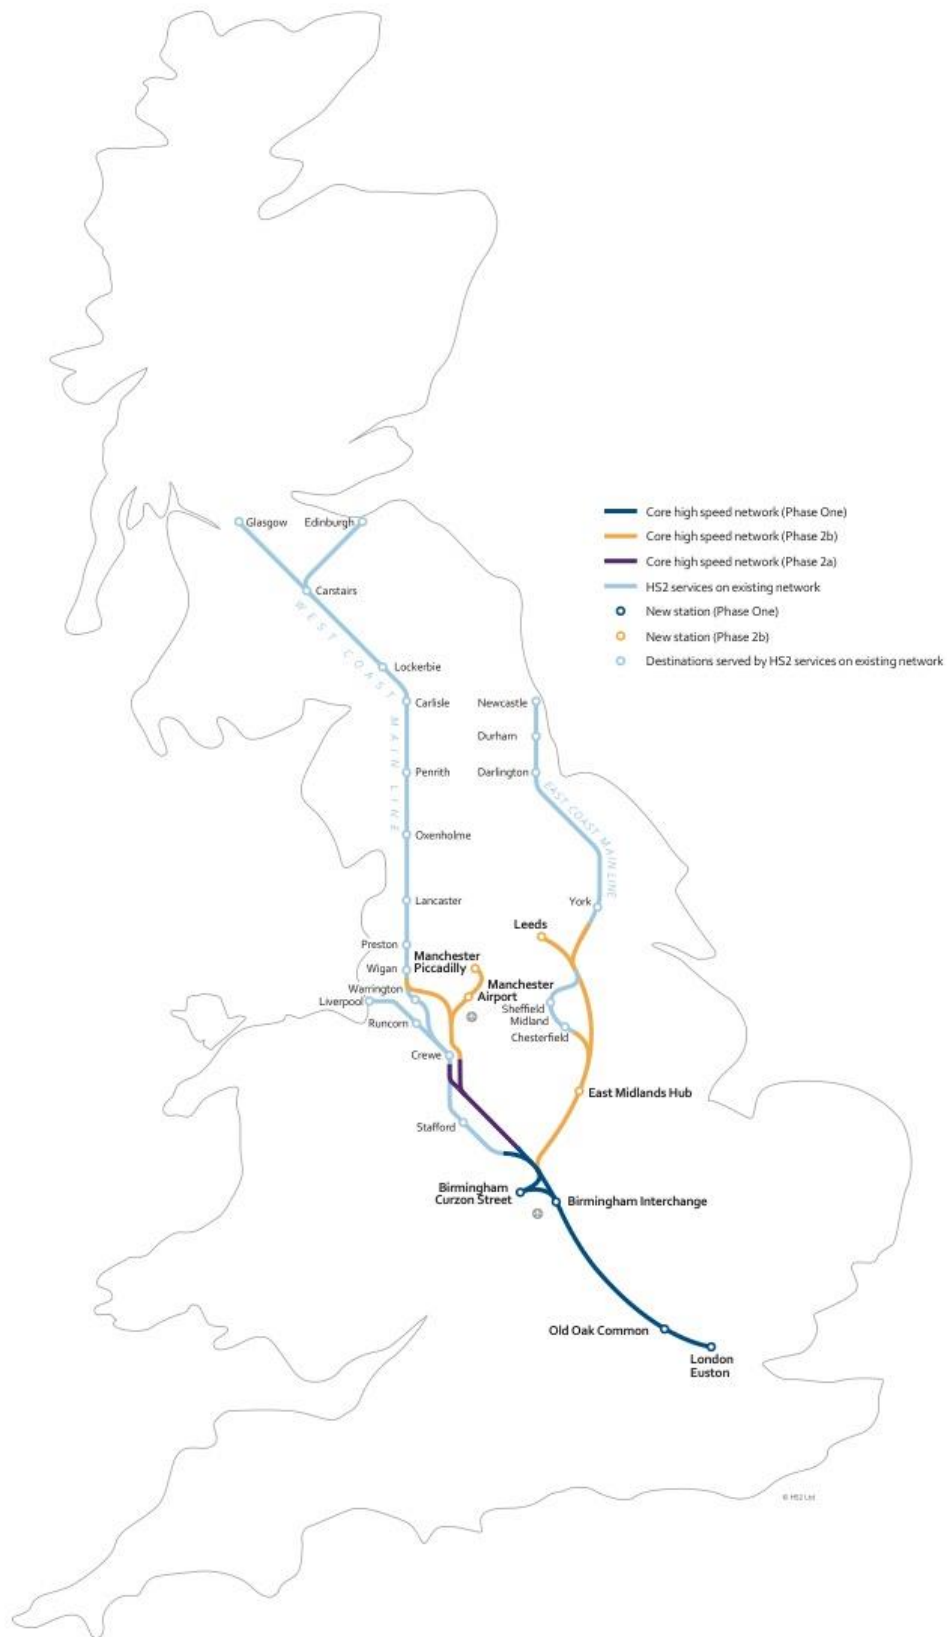 Glasgow
Edinburgh
Carstairs
WEST COAST MAIN LINE
Lockerbie
Carlisle
Penrith
Oxenholme
Lancaster
Preston
Wigan
Manchester
Piccadilly
Warrington
Liverpool
Runcorn
Manchester
Airport
Crewe
Stafford
Newcastle
Durham
Darlington
EAST COAST MAIN LINE
York
Leeds
Sheffield
Midland
Chesterfield
East Midlands Hub
Birmingham
Curzon Street
Birmingham Interchange
Old Oak Common
London
Euston
Core high speed network (Phase One)
Core high speed network (Phase 2b)
Core high speed network (Phase 2a)
HS2 services on existing network
New station (Phase One)
New station (Phase 2b)
Destinations served by HS2 services on existing network
© HS2 Ltd